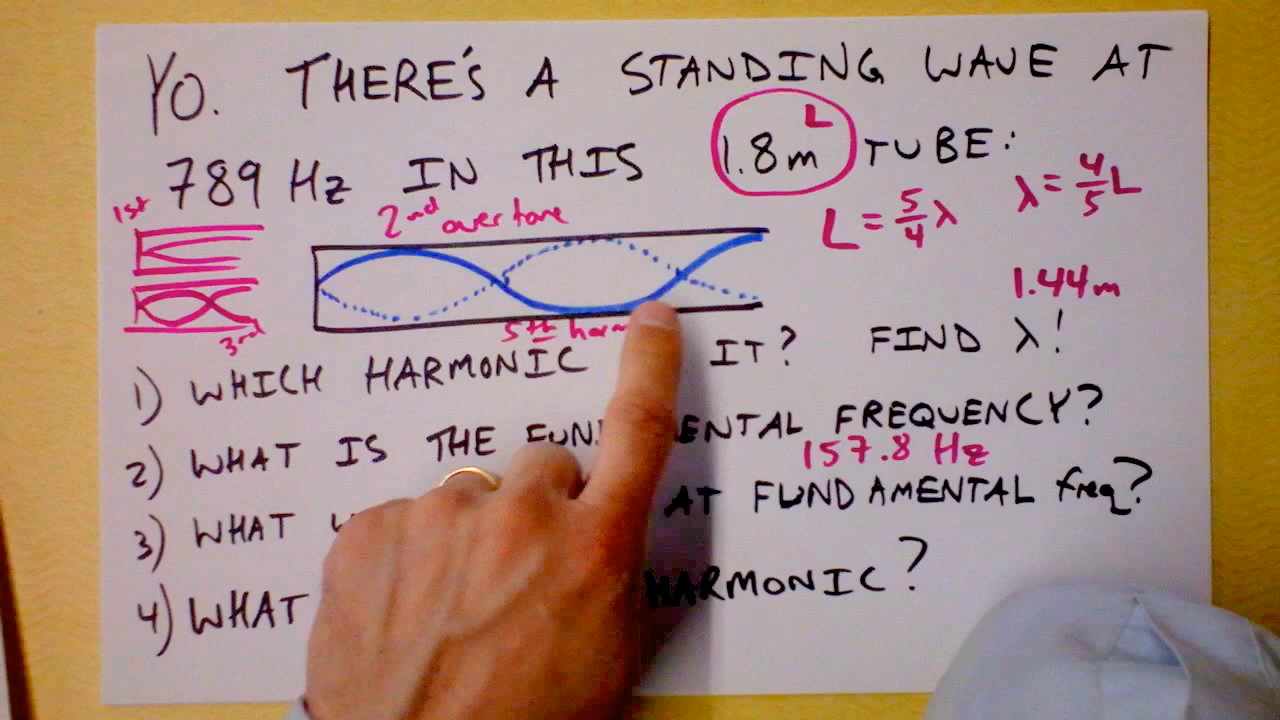 YO. THERE'S A STANDING WAVE AT
789 Hz IN THIS 1.8m TUBE:
L
L = 5/4 λ
λ = 4/5 L
1st
2nd overtone
3rd
5th
1.44m
1) WHICH HARMONIC IT? FIND λ!
2) WHAT IS THE FREQUENCY?
157.8 Hz
3) WHAT AT FUNDAMENTAL freq?
4) WHAT HARMONIC?